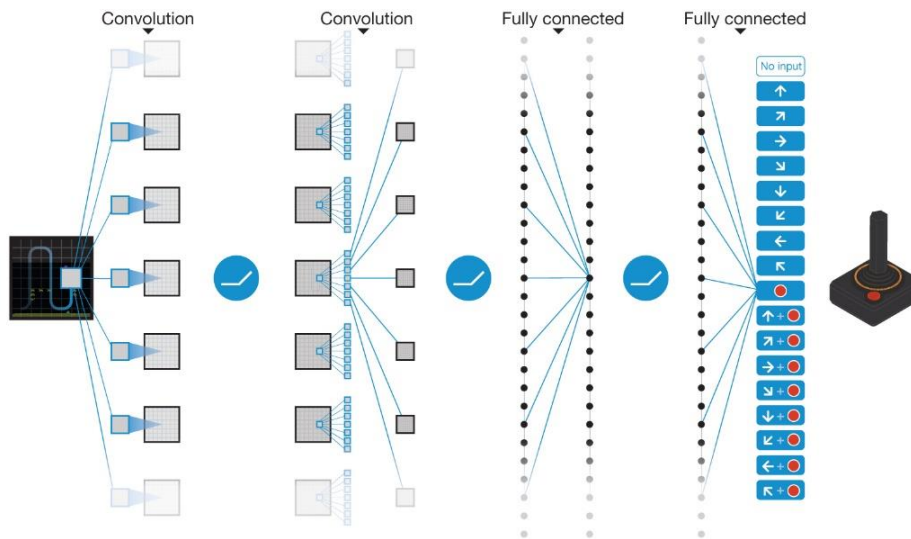 Convolution
Convolution
Fully connected
Fully connected
No input
+
+
+
+
+
+
+
+